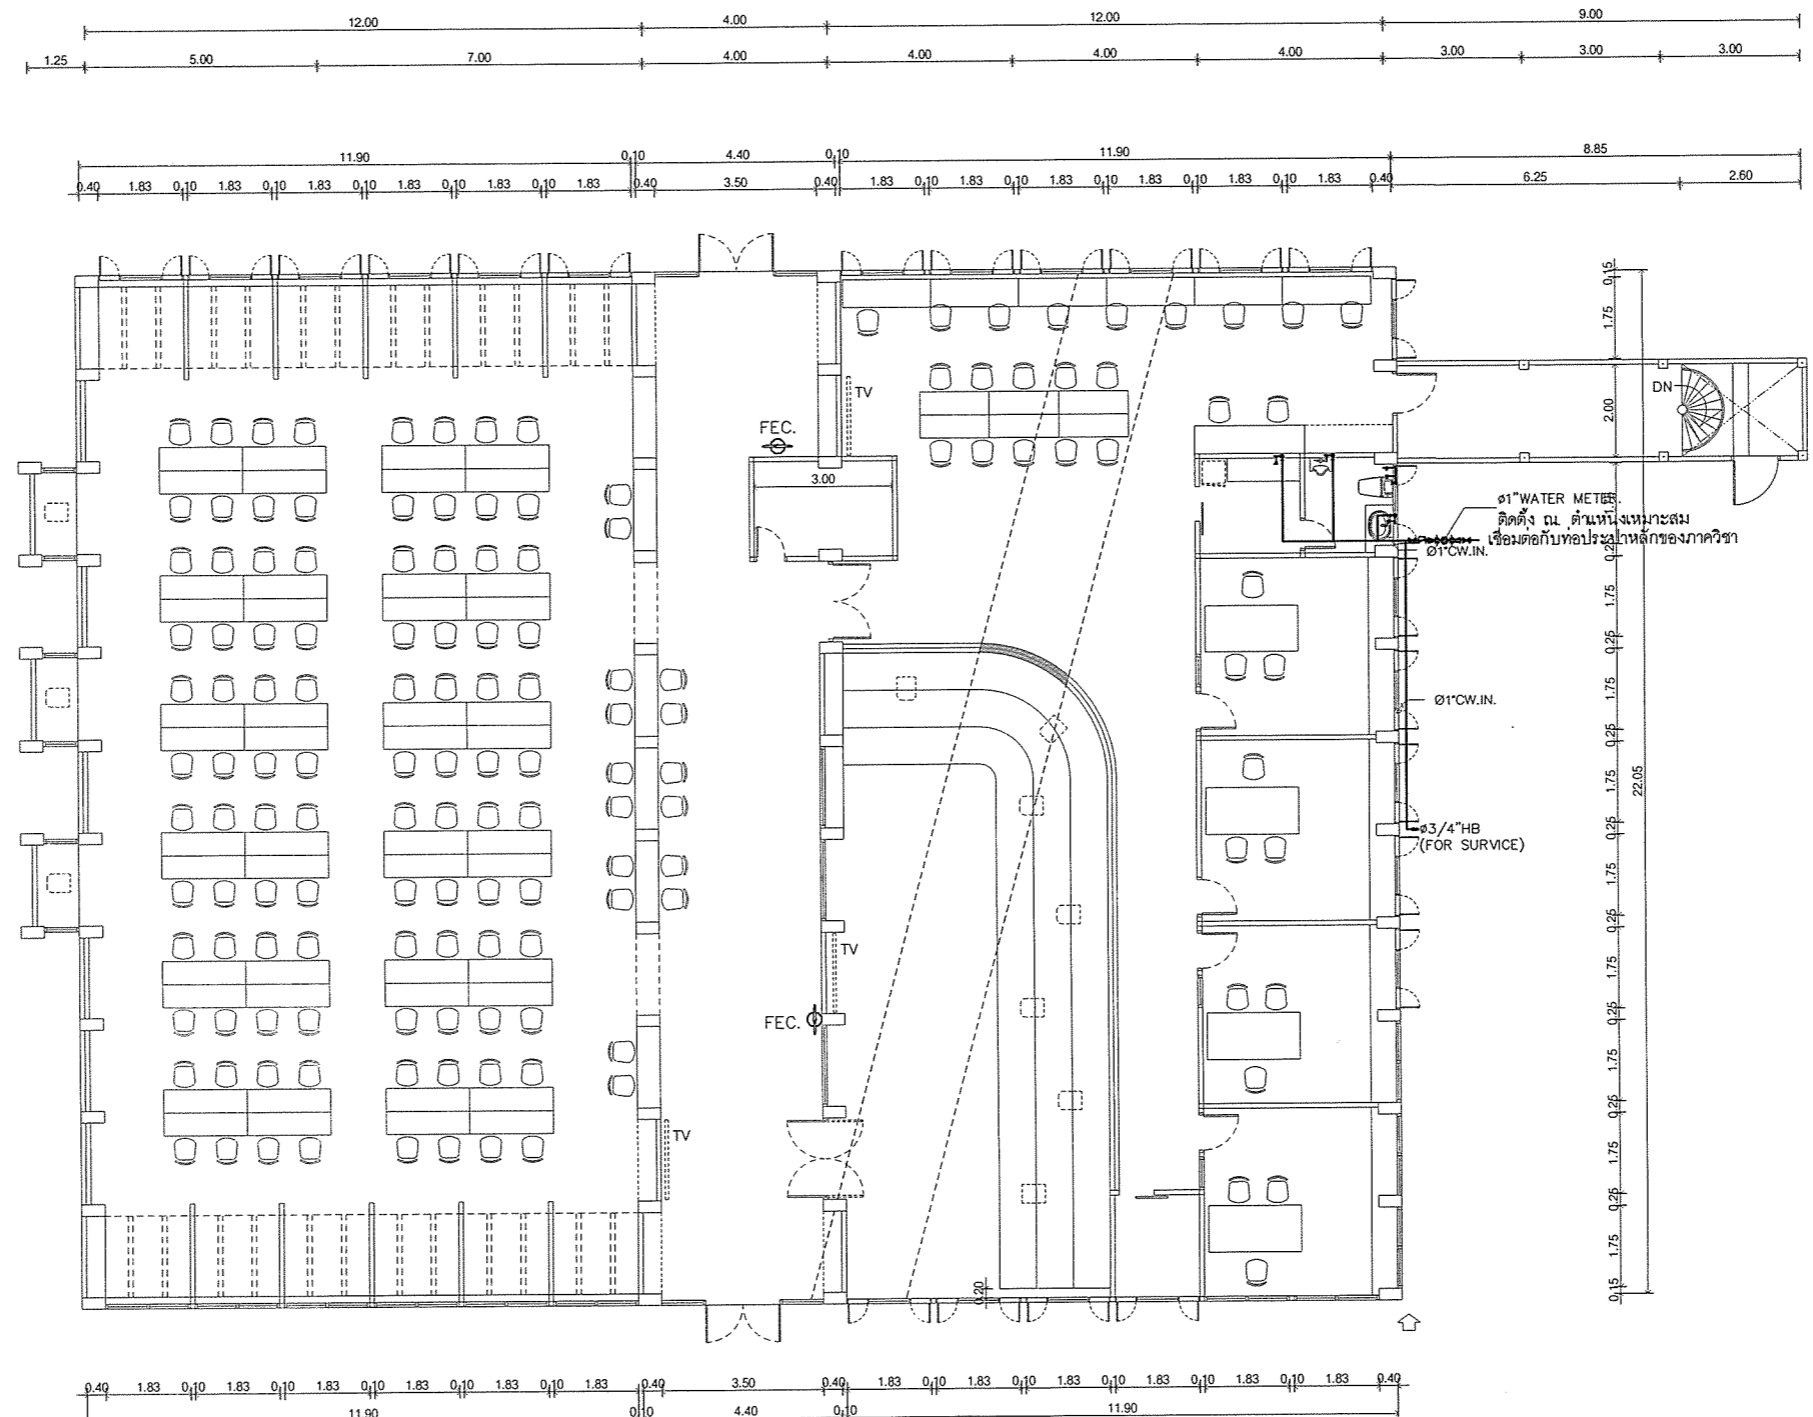 12.00 4.00 12.00 9.00
1.25 5.00 7.00 4.00 4.00 4.00 4.00 3.00 3.00 3.00
11.90 0.10 4.40 0.10 11.90 8.85
0.40 1.83 0.10 1.83 0.10 1.83 0.10 1.83 0.10 1.83 0.10 1.83 0.40 3.50 0.40 1.83 0.10 1.83 0.10 1.83 0.10 1.83 0.10 1.83 0.10 1.83 0.40 6.25 2.60
0.15
1.75
TV
DN
2.00
FEC.
3.00
ø1"WATER METER.
ติดตั้ง ณ. ตำแหน่งเหมาะสม
เชื่อมต่อกับท่อประปาหลักของภาควิชา
Ø1"CW.IN.
1.75
0.25
1.75
Ø1"CW.IN.
0.25
1.75
22.05
0.25
ø3/4"HB
(FOR SURVICE)
1.75
0.25
TV
1.75
0.25
FEC.
1.75
0.25
TV
1.75
0.25
1.75
0.20
0.15
0.40 1.83 0.10 1.83 0.10 1.83 0.10 1.83 0.10 1.83 0.10 1.83 0.40 3.50 0.40 1.83 0.10 1.83 0.10 1.83 0.10 1.83 0.10 1.83 0.10 1.83 0.40
11.90 0.10 4.40 0.10 11.90